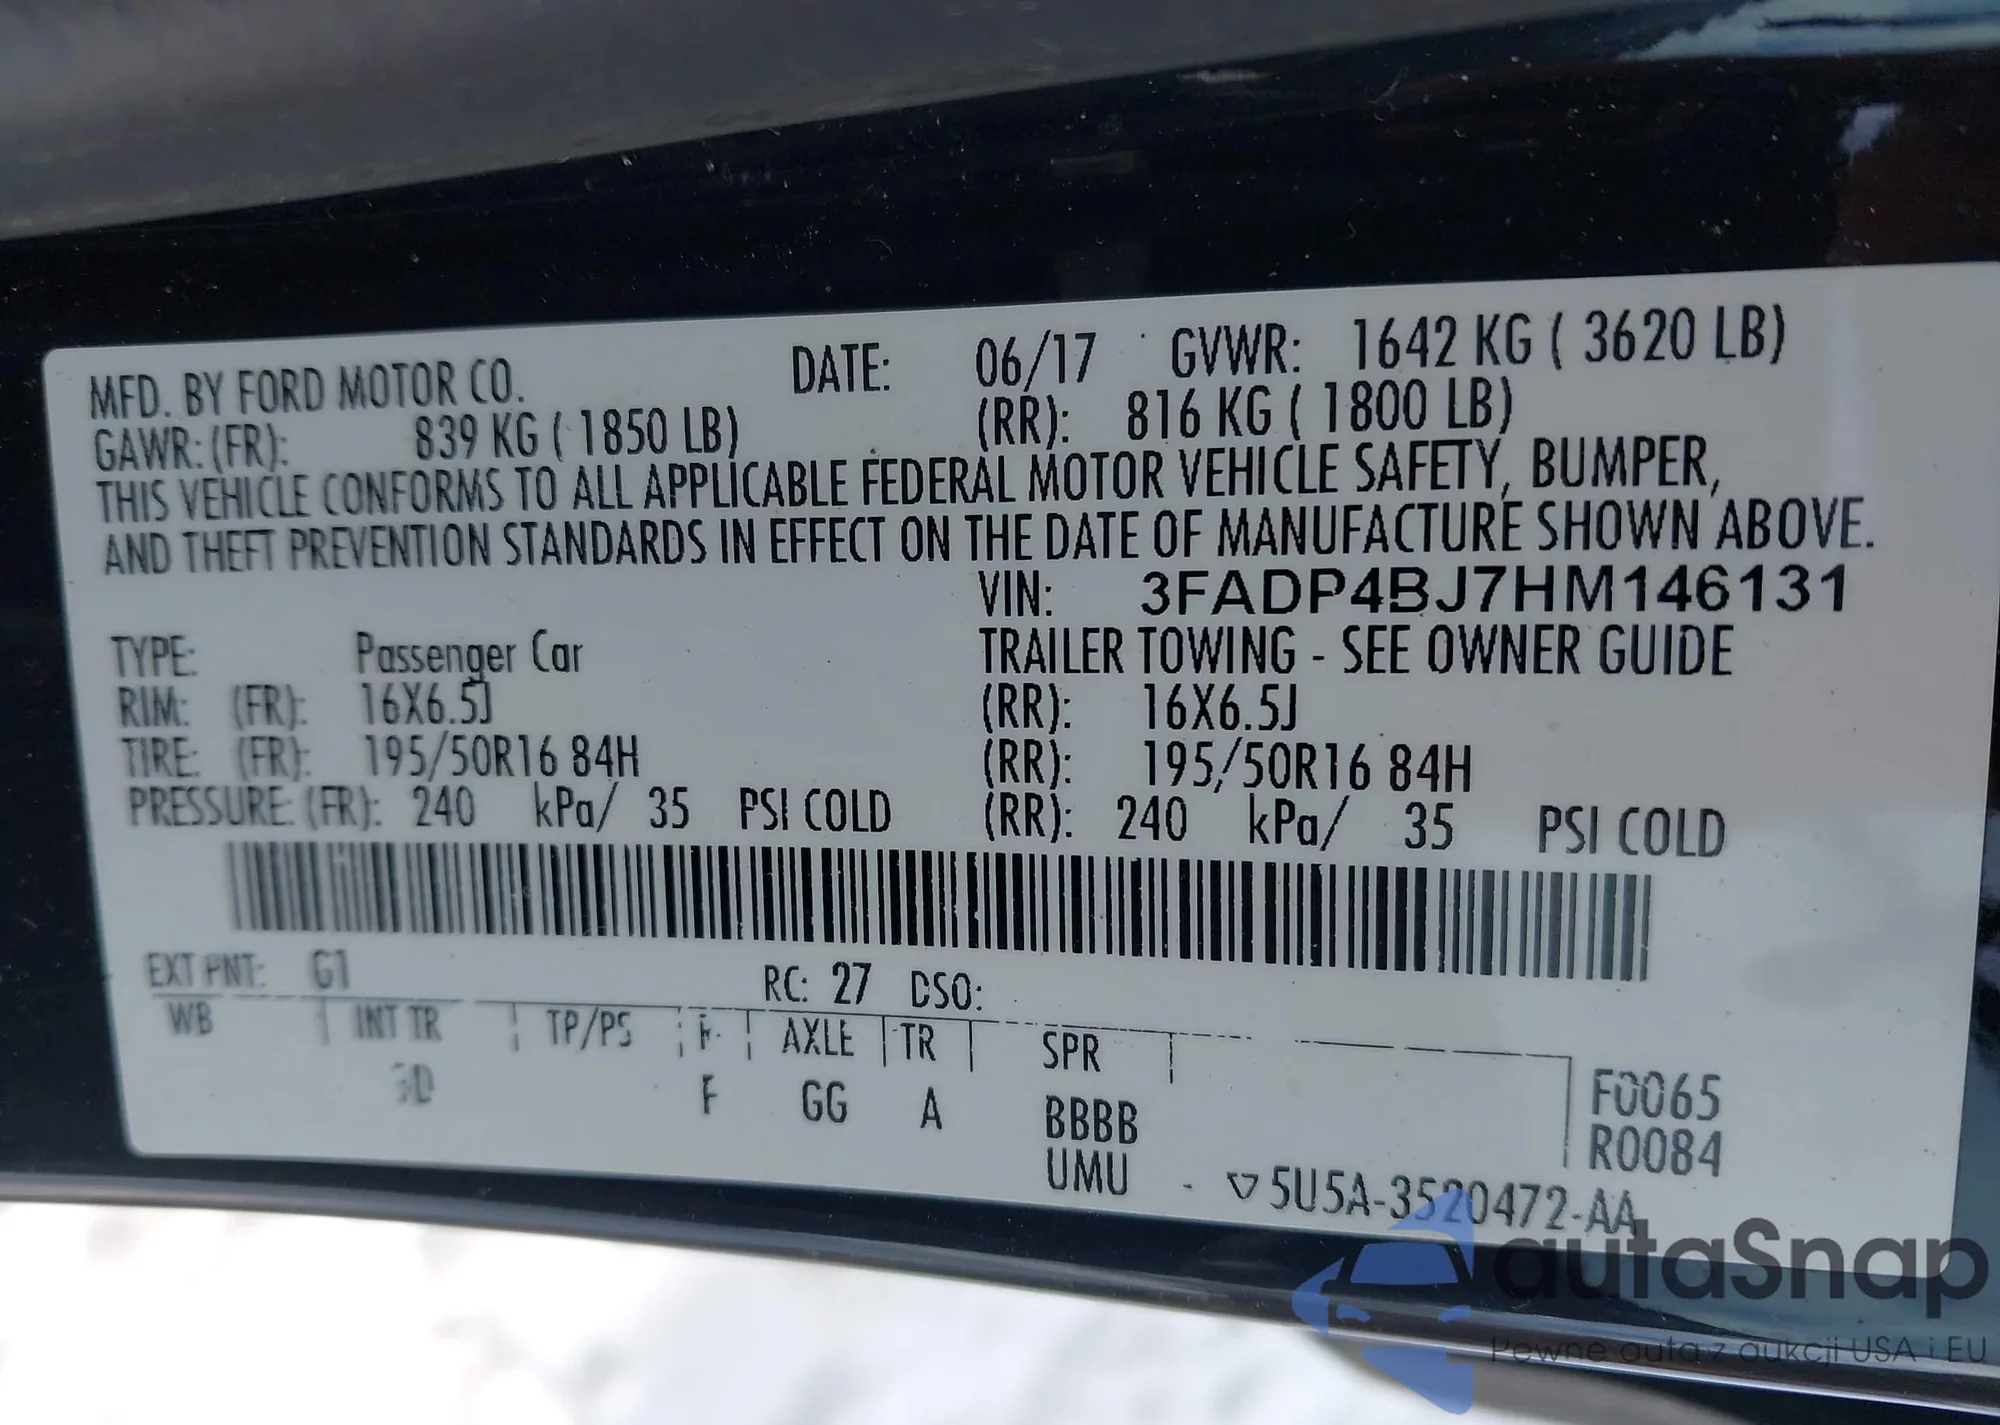 MFD. BY FORD MOTOR CO. DATE: 06/17 GVWR: 1642 KG ( 3620 LB)
GAWR: (FR): 839 KG ( 1850 LB) (RR): 816 KG ( 1800 LB)
THIS VEHICLE CONFORMS TO ALL APPLICABLE FEDERAL MOTOR VEHICLE SAFETY, BUMPER,
AND THEFT PREVENTION STANDARDS IN EFFECT ON THE DATE OF MANUFACTURE SHOWN ABOVE.
VIN: 3FADP4BJ7HM146131
TYPE: Passenger Car TRAILER TOWING - SEE OWNER GUIDE
RIM: (FR): 16X6.5J (RR): 16X6.5J
TIRE: (FR): 195/50R16 84H (RR): 195/50R16 84H
PRESSURE: (FR): 240 kPa/ 35 PSI COLD (RR): 240 kPa/ 35 PSI COLD
EXT PNT: G1 RC: 27 DSO:
WB INT TR TP/PS R AXLE TR SPR
F GG A BBBB F0065
UMU R0084
5U5A-3520472-AA
autaSnap
Pewne auta z aukcji USA i EU